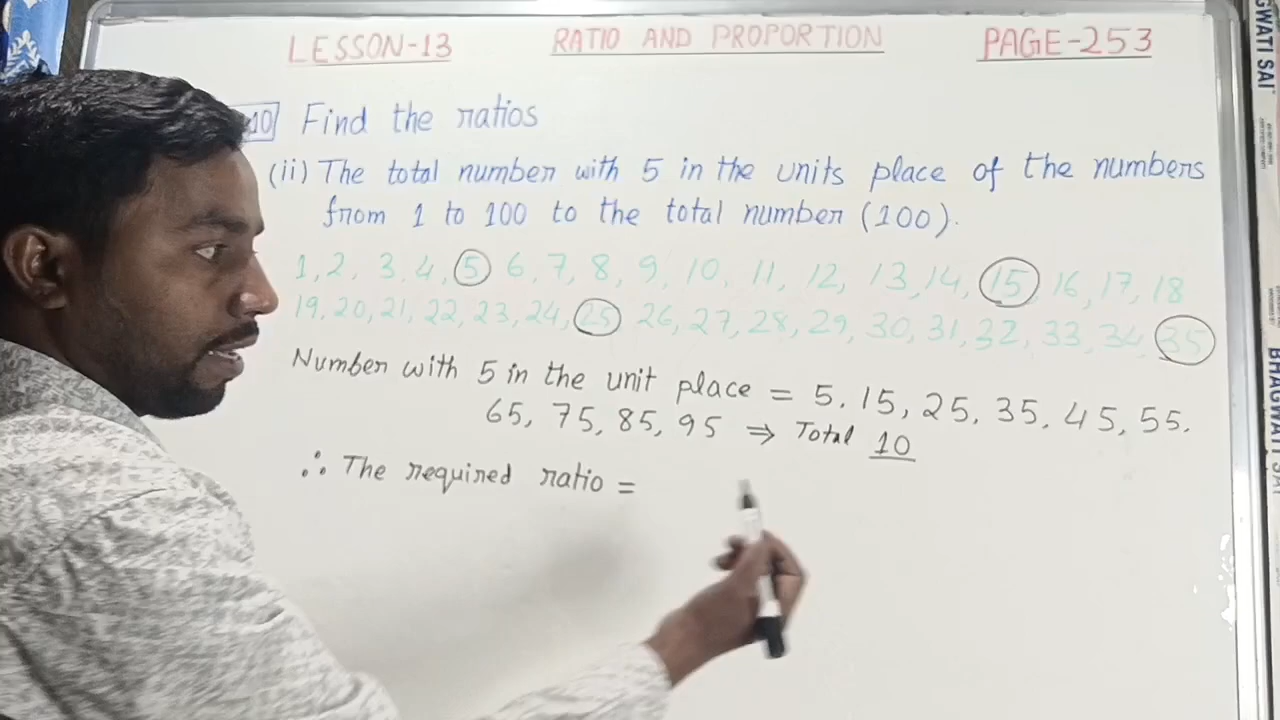 LESSON-13 RATIO AND PROPORTION PAGE-253
10 Find the ratios
(ii) The total number with 5 in the units place of the numbers
from 1 to 100 to the total number (100).
1, 2, 3, 4, 5 6, 7, 8, 9, 10, 11, 12, 13, 14, 15, 16, 17, 18
19, 20, 21, 22, 23, 24, 25, 26, 27, 28, 29, 30, 31, 32, 33, 34, 35
Number with 5 in the unit place = 5, 15, 25, 35, 45, 55,
65, 75, 85, 95 ⇒ Total 10
∴ The required ratio =
GWATI SAI
BHAGWATI SAI